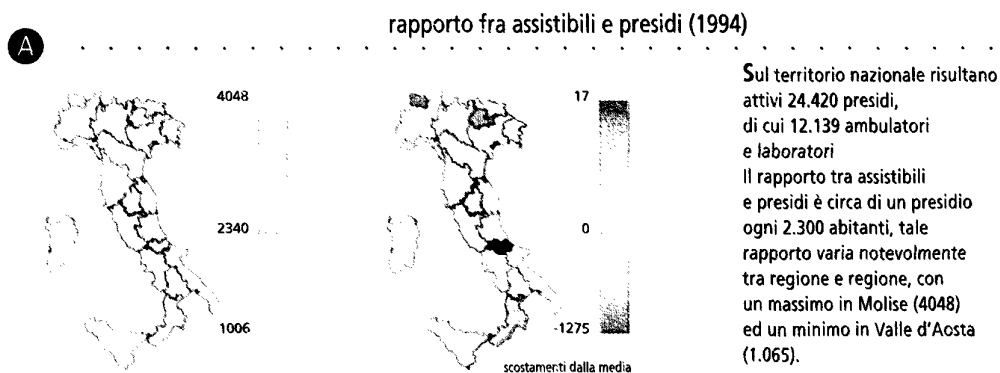 rapporto fra assistibili e presidi (1994)
A
4048
2340
1006
17
0
-1275
scostamenti dalla media
Sul territorio nazionale risultano
attivi 24.420 presidi,
di cui 12.139 ambulatori
e laboratori
Il rapporto tra assistibili
e presidi è circa di un presidio
ogni 2.300 abitanti, tale
rapporto varia notevolmente
tra regione e regione, con
un massimo in Molise (4048)
ed un minimo in Valle d'Aosta
(1.065).